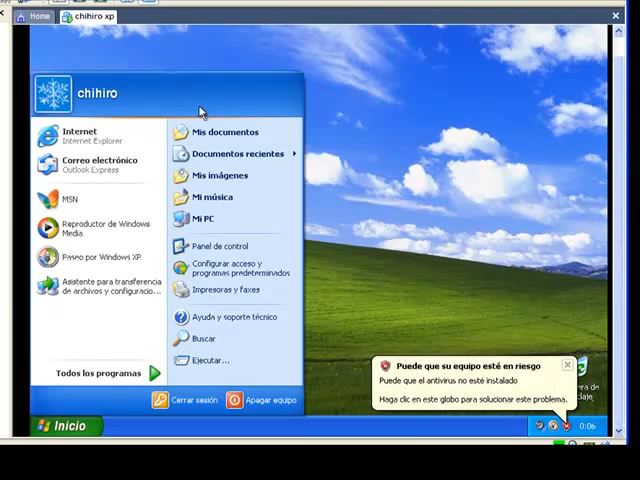 Home
chihiro xp
chihiro
Internet
Internet Explorer
Correo electrónico
Outlook Express
MSN
Reproductor de Windows
Media
Paseo por Windows XP
Asistente para transferencia
de archivos y configuracio...
Todos los programas
Mis documentos
Documentos recientes
Mis imágenes
Mi música
Mi PC
Panel de control
Configurar acceso y
programas predeterminados
Impresoras y faxes
Ayuda y soporte técnico
Buscar
Ejecutar...
Cerrar sesión
Apagar equipo
Puede que su equipo esté en riesgo
Puede que el antivirus no esté instalado
Haga clic en este globo para solucionar este problema.
Inicio
0:06